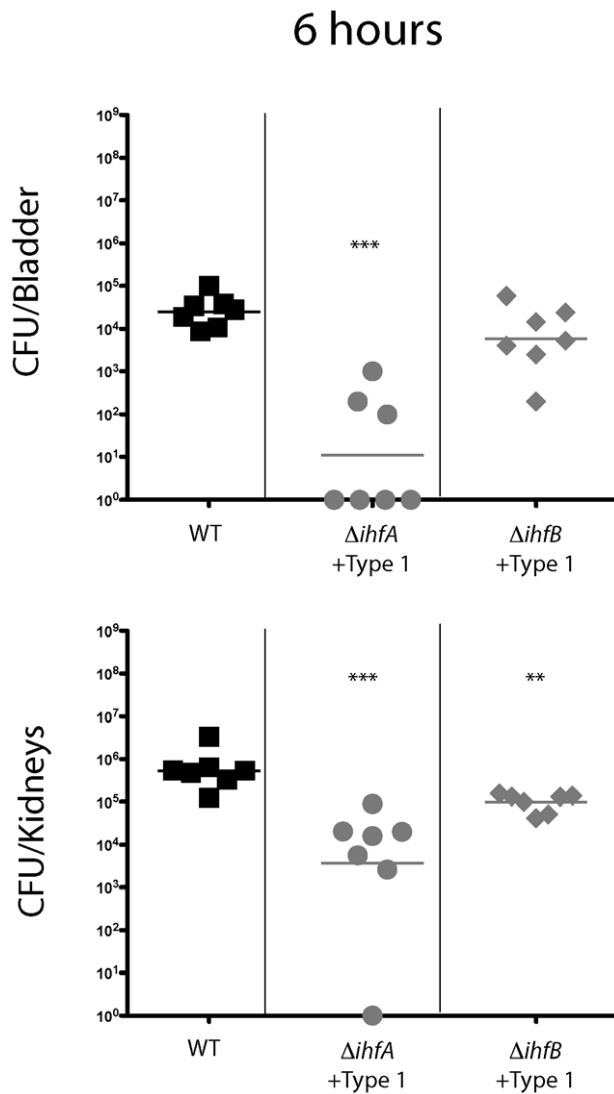 6 hours
CFU/Bladder
10⁹
10⁸
10⁷
10⁶
10⁵
10⁴
10³
10²
10¹
10⁰
***
WT
ΔihfA
+Type 1
ΔihfB
+Type 1
CFU/Kidneys
10⁹
10⁸
10⁷
10⁶
10⁵
10⁴
10³
10²
10¹
10⁰
***
**
WT
ΔihfA
+Type 1
ΔihfB
+Type 1